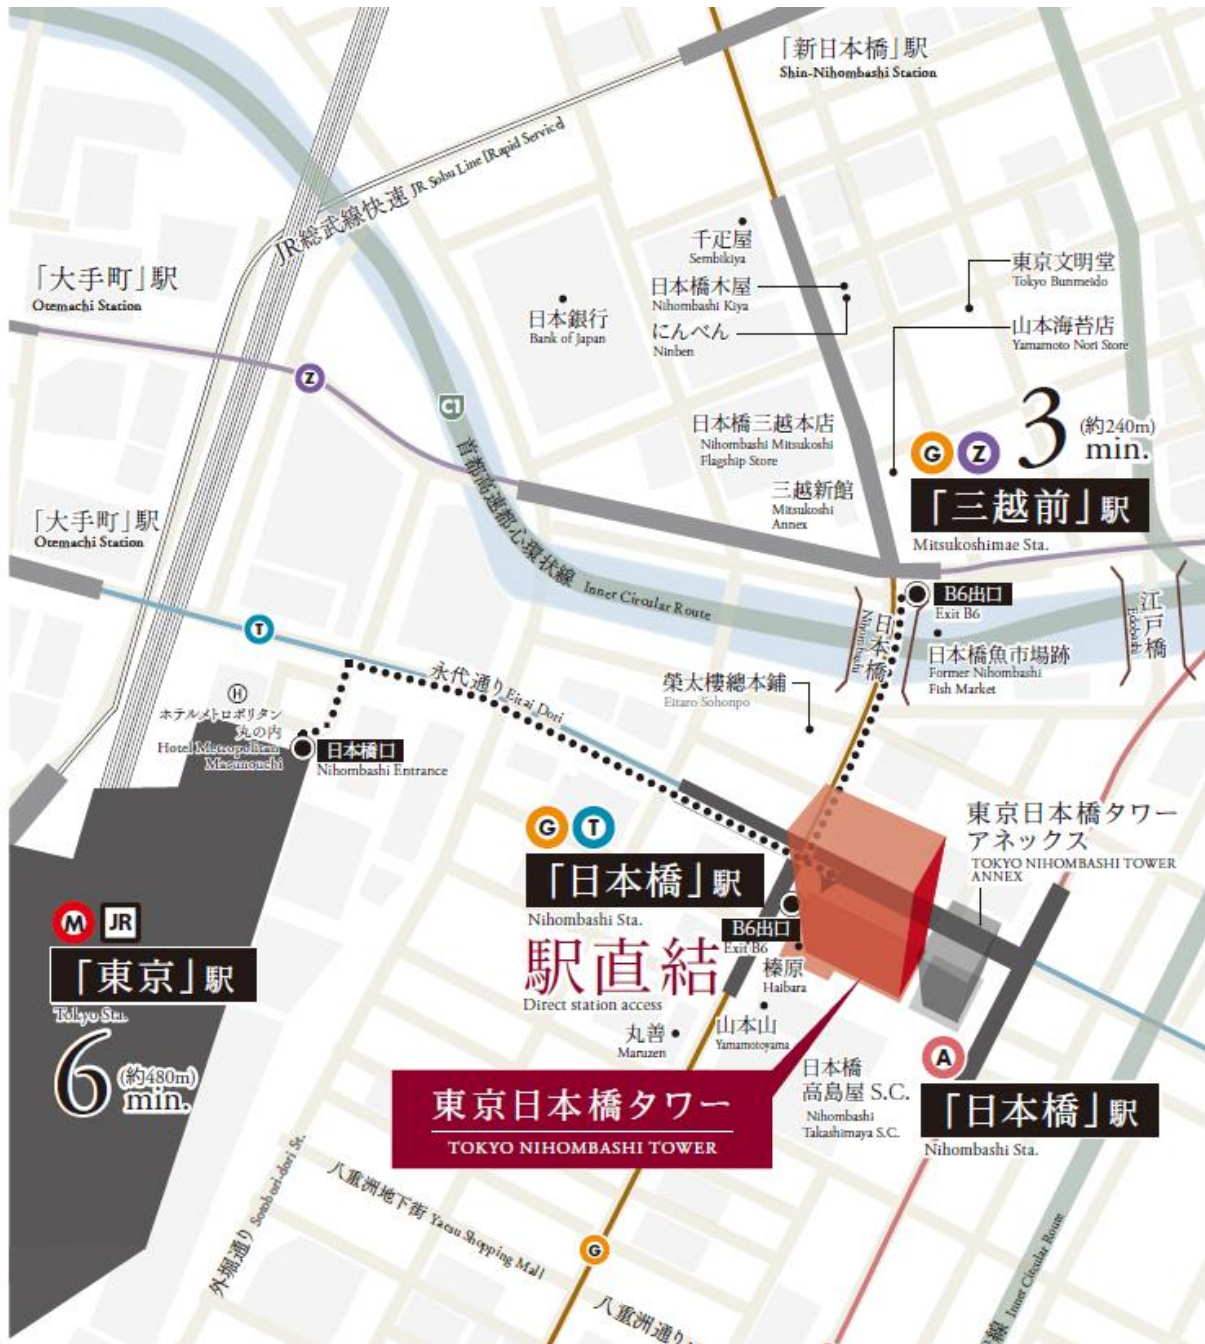 「新日本橋」駅
Shin-Nihombashi Station
JR総武線快速 JR Sobu Line [Rapid Service]
「大手町」駅
Otemachi Station
千疋屋
Sembikiya
日本橋木屋
Nihombashi Kiya
にんべん
Ninben
日本銀行
Bank of Japan
東京文明堂
Tokyo Bunmeido
山本海苔店
Yamamoto Nori Store
Z
C1
3
(約240m)
min.
G Z
「三越前」駅
Mitsukoshimae Sta.
日本橋三越本店
Nihombashi Mitsukoshi
Flagship Store
三越新館
Mitsukoshi
Annex
首都高速都心環状線 Inner Circular Route
「大手町」駅
Otemachi Station
T
B6出口
Exit B6
日本橋
Nihombashi
江戸橋
Edobashi
日本橋魚市場跡
Former Nihombashi
Fish Market
永代通り Eitai Dori
榮太樓總本鋪
Eitaro Sohonpo
H
ホテルメトロポリタン
丸の内
Hotel Metropolitan
Marunouchi
日本橋口
Nihombashi Entrance
G T
「日本橋」駅
Nihombashi Sta.
駅直結
Direct station access
B6出口
Exit B6
榛原
Haibara
東京日本橋タワー
アネックス
TOKYO NIHOMBASHI TOWER
ANNEX
M JR
「東京」駅
Tokyo Sta.
6
(約480m)
min.
丸善
Maruzen
山本山
Yamamotoyama
日本橋
高島屋 S.C.
Nihombashi
Takashimaya S.C.
A
「日本橋」駅
Nihombashi Sta.
東京日本橋タワー
TOKYO NIHOMBASHI TOWER
外堀通り Sotobori-dori St.
八重洲地下街 Yaesu Shopping Mall
G
八重洲通り
線 Inner Circular Route